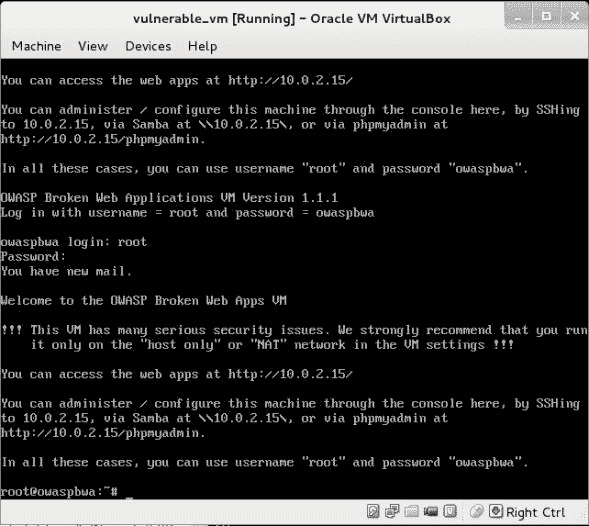 vulnerable_vm [Running] - Oracle VM VirtualBox
Machine View Devices Help
You can access the web apps at http://10.0.2.15/
You can administer / configure this machine through the console here, by SSHing
to 10.0.2.15, via Samba at \\10.0.2.15\, or via phpmyadmin at
http://10.0.2.15/phpmyadmin.
In all these cases, you can use username "root" and password "owaspbwa".
OWASP Broken Web Applications VM Version 1.1.1
Log in with username = root and password = owaspbwa
owaspbwa login: root
Password:
You have new mail.
Welcome to the OWASP Broken Web Apps VM
!!! This VM has many serious security issues. We strongly recommend that you run
it only on the "host only" or "NAT" network in the VM settings !!!
You can access the web apps at http://10.0.2.15/
You can administer / configure this machine through the console here, by SSHing
to 10.0.2.15, via Samba at \\10.0.2.15\, or via phpmyadmin at
http://10.0.2.15/phpmyadmin.
In all these cases, you can use username "root" and password "owaspbwa".
root@owaspbwa:~# _
Right Ctrl